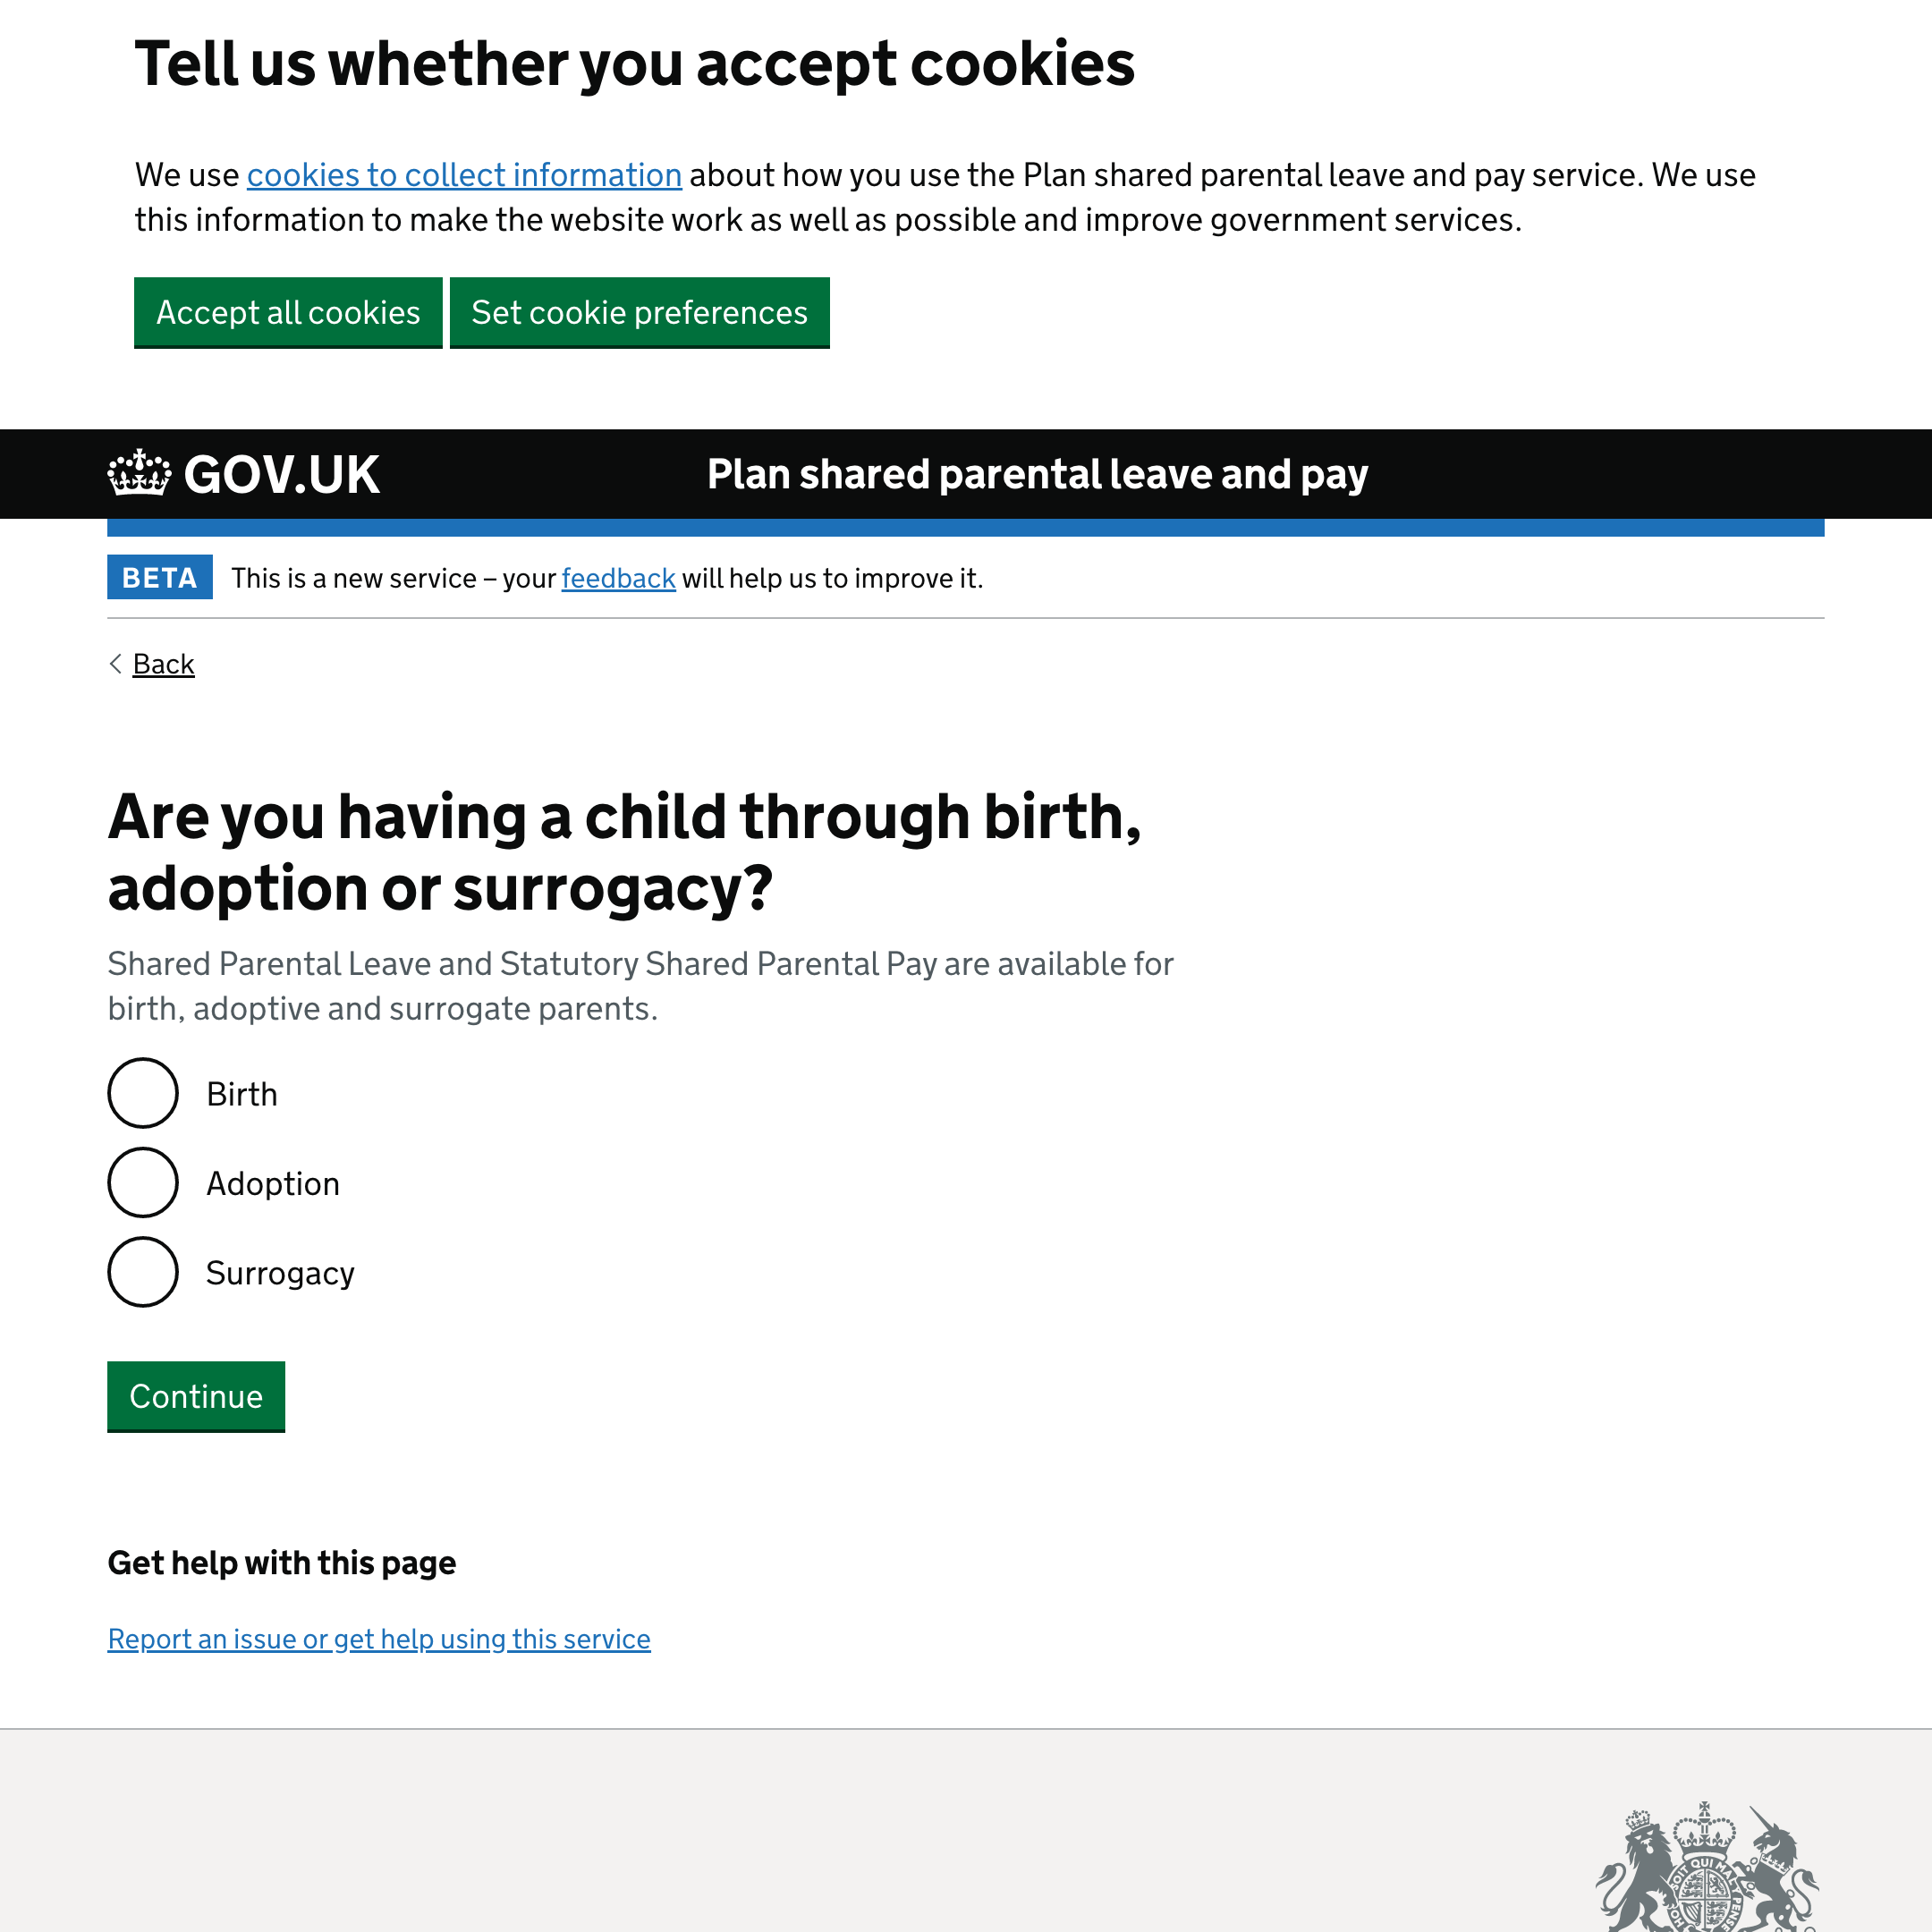 Tell us whether you accept cookies
We use cookies to collect information about how you use the Plan shared parental leave and pay service. We use
this information to make the website work as well as possible and improve government services.
Accept all cookies Set cookie preferences
GOV.UK Plan shared parental leave and pay
BETA This is a new service – your feedback will help us to improve it.
Back
Are you having a child through birth,
adoption or surrogacy?
Shared Parental Leave and Statutory Shared Parental Pay are available for
birth, adoptive and surrogate parents.
Birth
Adoption
Surrogacy
Continue
Get help with this page
Report an issue or get help using this service
SOIT QUI MAL